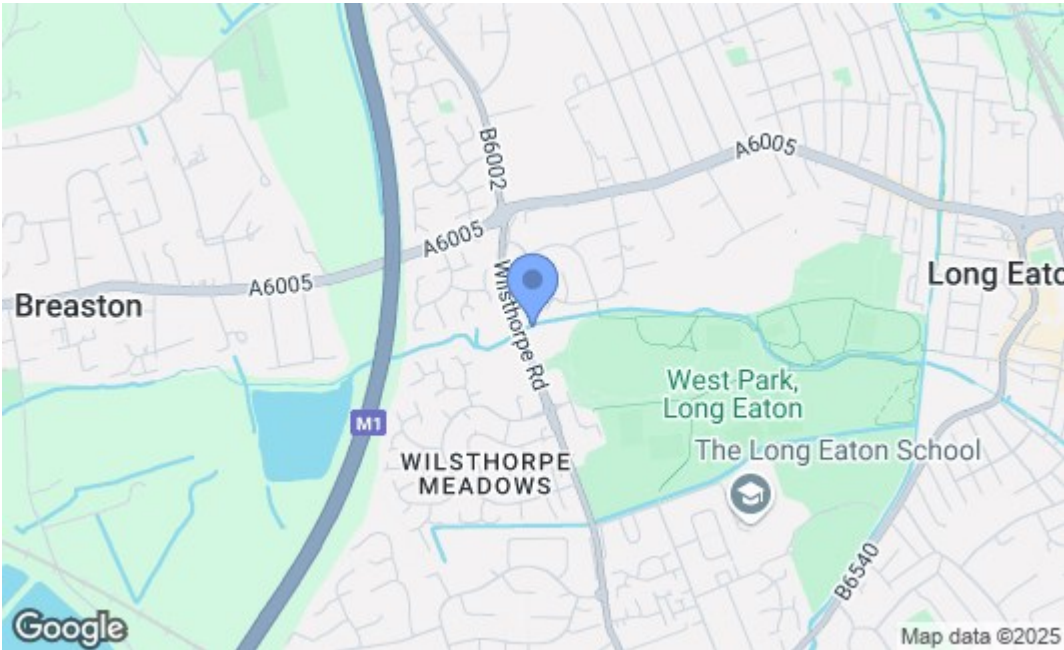 B6002
A6005
A6005
A6005
Wilsthorpe Rd
Breaston
Long Eato
West Park,
Long Eaton
M1
The Long Eaton School
WILSTHORPE
MEADOWS
B6540
Google
Map data ©2025